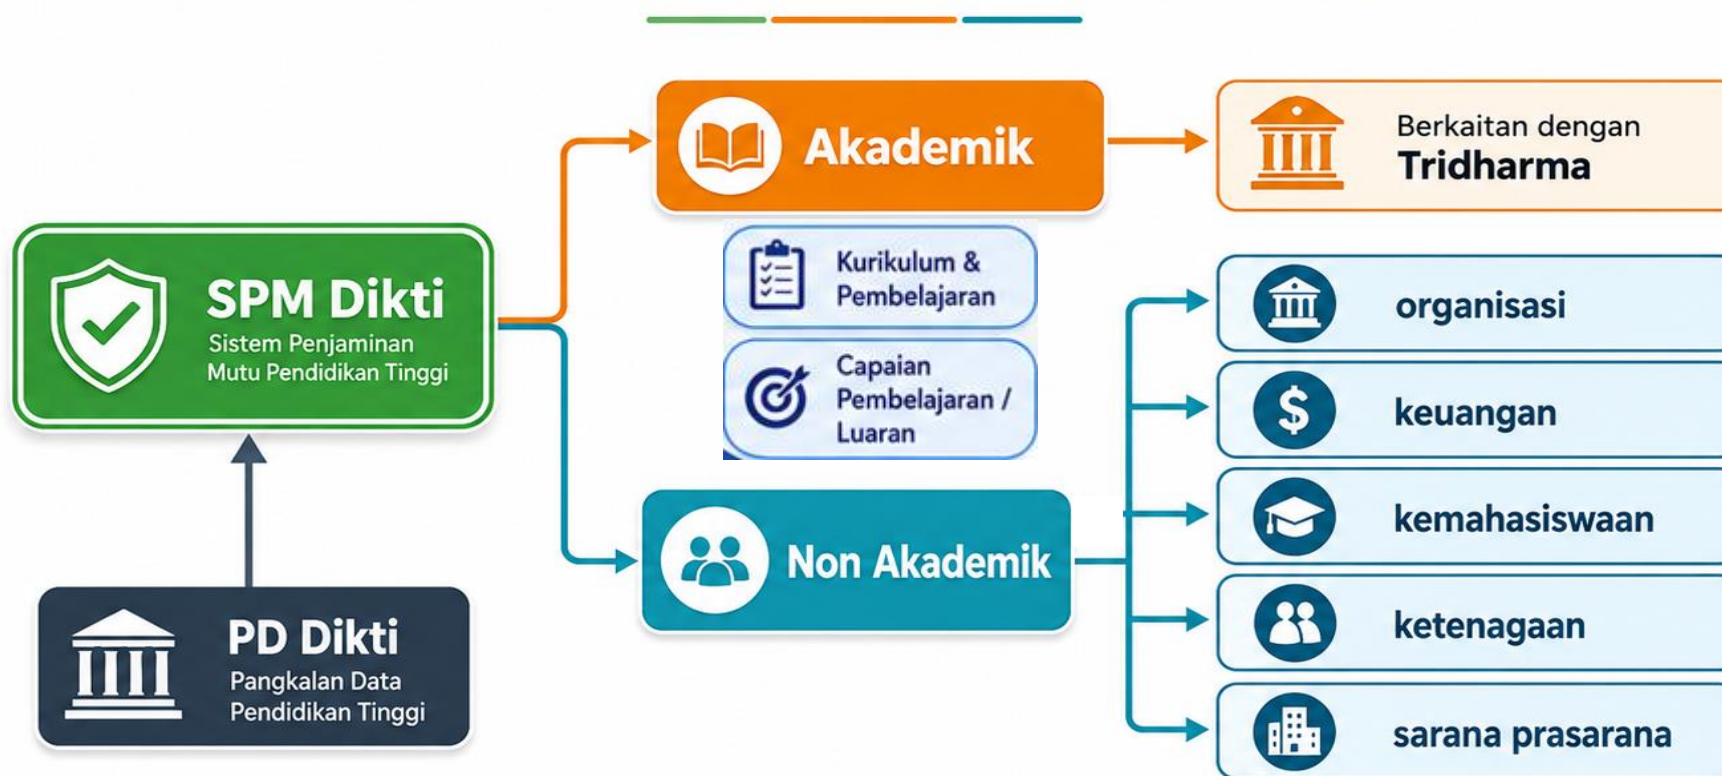 Akademik
Berkaitan dengan
Tridharma
SPM Dikti
Sistem Penjaminan
Mutu Pendidikan Tinggi
Kurikulum &
Pembelajaran
Capaian
Pembelajaran /
Luaran
organisasi
keuangan
kemahasiswaan
Non Akademik
ketenagaan
PD Dikti
Pangkalan Data
Pendidikan Tinggi
sarana prasarana